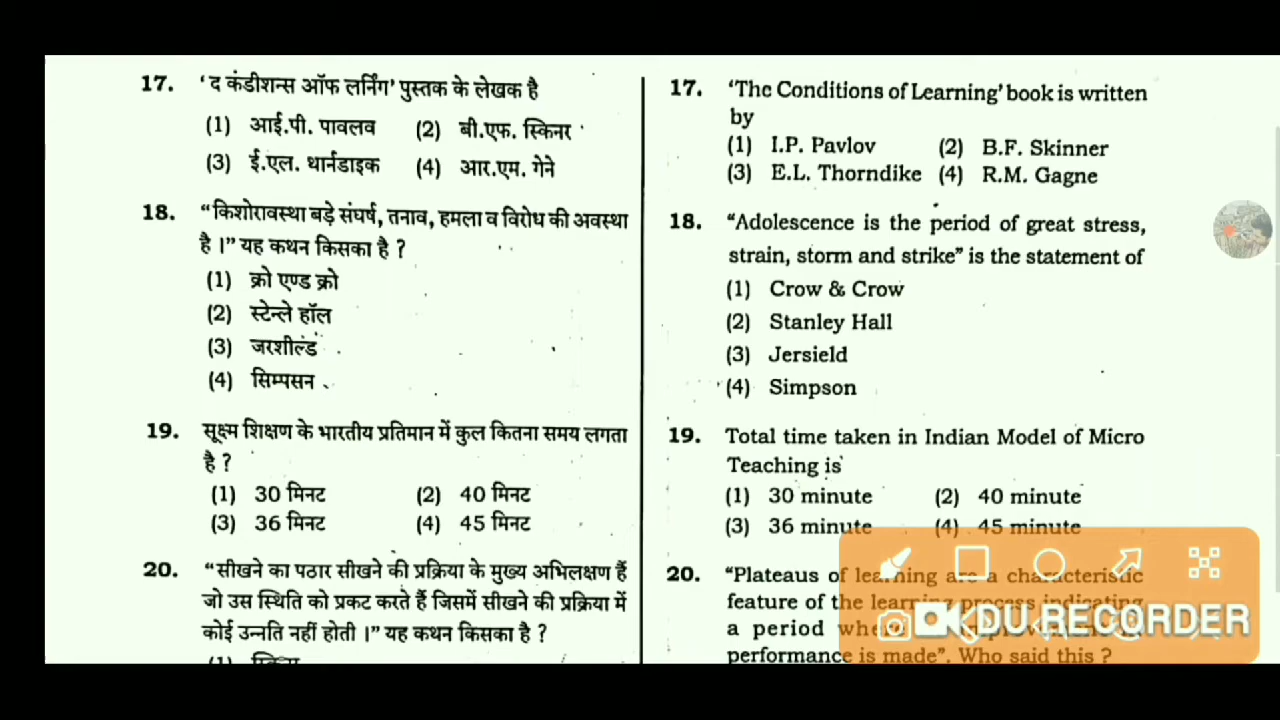 17. 'द कंडीशन्स ऑफ लर्निंग' पुस्तक के लेखक है
(1) आई.पी. पावलव (2) बी.एफ. स्किनर
(3) ई.एल. थार्नडाइक (4) आर.एम. गेने
18. “किशोरावस्था बड़े संघर्ष, तनाव, हमला व विरोध की अवस्था
है ।” यह कथन किसका है ?
(1) क्रो एण्ड क्रो
(2) स्टेन्ले हॉल
(3) जरशील्ड
(4) सिम्पसन
19. सूक्ष्म शिक्षण के भारतीय प्रतिमान में कुल कितना समय लगता
है ?
(1) 30 मिनट (2) 40 मिनट
(3) 36 मिनट (4) 45 मिनट
20. “सीखने का पठार सीखने की प्रक्रिया के मुख्य अभिलक्षण हैं
जो उस स्थिति को प्रकट करते हैं जिसमें सीखने की प्रक्रिया में
कोई उन्नति नहीं होती ।” यह कथन किसका है ?
17. 'The Conditions of Learning' book is written
by
(1) I.P. Pavlov (2) B.F. Skinner
(3) E.L. Thorndike (4) R.M. Gagne
18. “Adolescence is the period of great stress,
strain, storm and strike” is the statement of
(1) Crow & Crow
(2) Stanley Hall
(3) Jersield
(4) Simpson
19. Total time taken in Indian Model of Micro
Teaching is
(1) 30 minute (2) 40 minute
(3) 36 minute (4) 45 minute
20. “Plateaus of learning are a characteristic
feature of the learning process indicating
a period where
performance is made”. Who said this ?
DU RECORDER